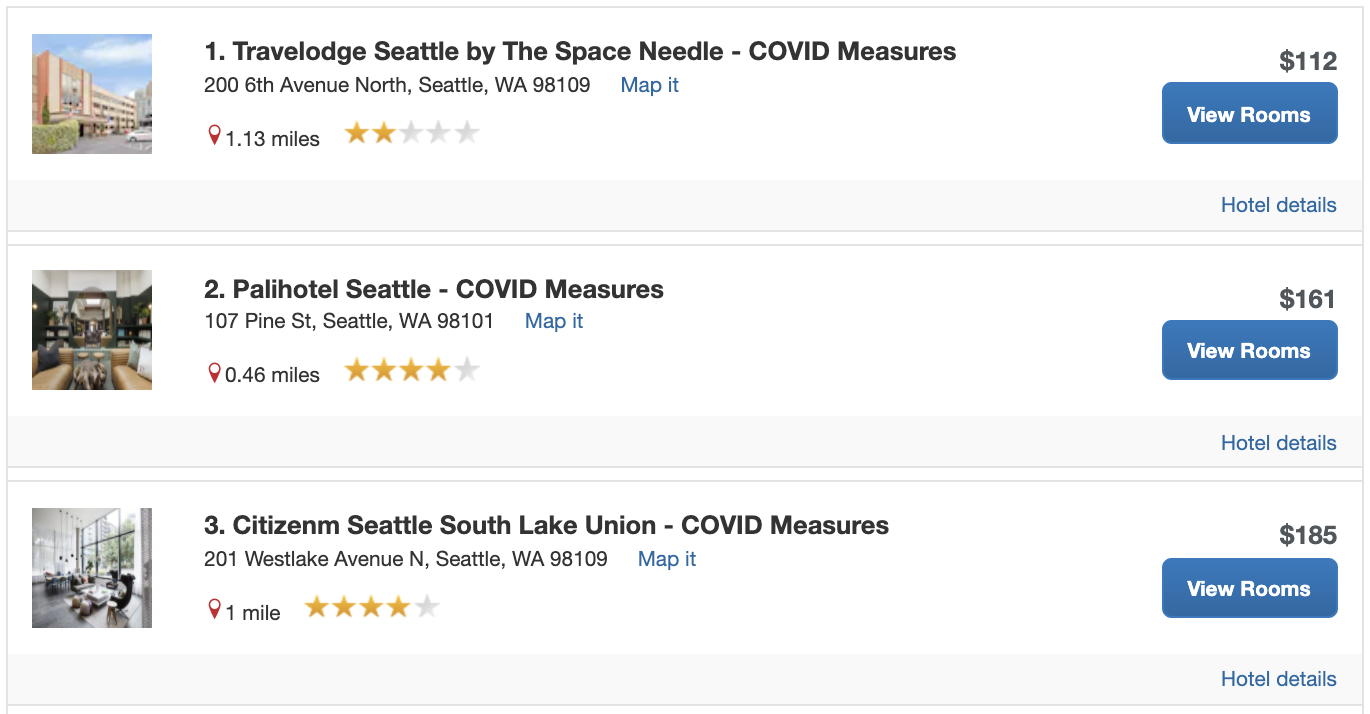 1. Travelodge Seattle by The Space Needle - COVID Measures
$112
200 6th Avenue North, Seattle, WA 98109 Map it
View Rooms
1.13 miles
Hotel details
2. Palihotel Seattle - COVID Measures
$161
107 Pine St, Seattle, WA 98101 Map it
View Rooms
0.46 miles
Hotel details
3. Citizenm Seattle South Lake Union - COVID Measures
$185
201 Westlake Avenue N, Seattle, WA 98109 Map it
View Rooms
1 mile
Hotel details